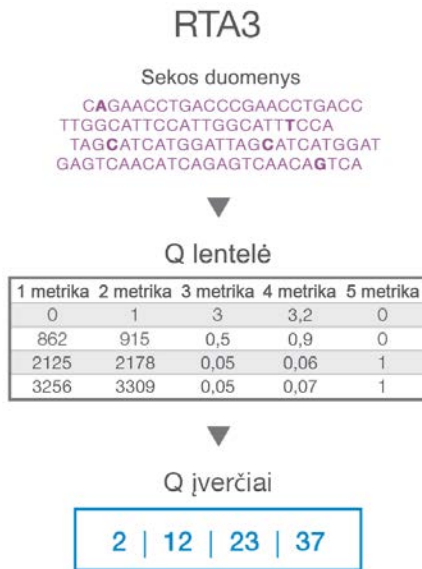 RTA3
Sekos duomenys
CAGAACCTGACCCGAACCTGACC
TTGGCATTCCATTGGCATTTCCA
TAGCATCATGGATTAGCATCATGGAT
GAGTCAACATCAGAGTCAACAGTCA
Q lentelė
1 metrika 2 metrika 3 metrika 4 metrika 5 metrika
0 1 3 3,2 0
862 915 0,5 0,9 0
2125 2178 0,05 0,06 1
3256 3309 0,05 0,07 1
Q įverčiai
2 | 12 | 23 | 37